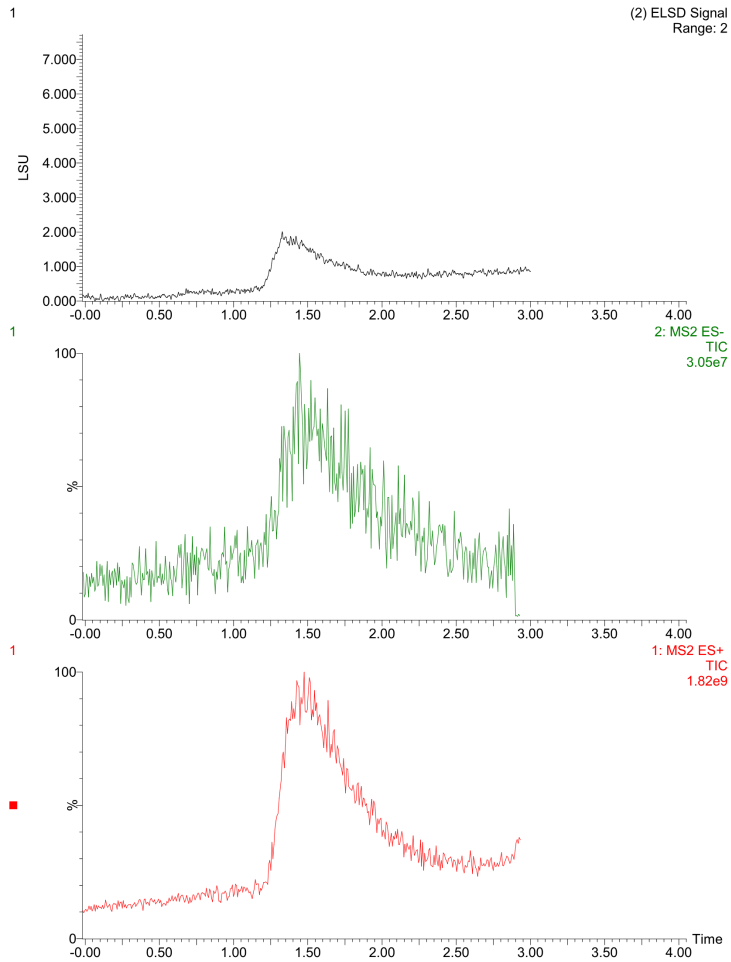 1
(2) ELSD Signal
Range: 2
LSU
7.000
6.000
5.000
4.000
3.000
2.000
1.000
0.000
-0.00 0.50 1.00 1.50 2.00 2.50 3.00 3.50 4.00
1
2: MS2 ES-
TIC
3.05e7
100
%
0
-0.00 0.50 1.00 1.50 2.00 2.50 3.00 3.50 4.00
1
1: MS2 ES+
TIC
1.82e9
100
%
0
Time
-0.00 0.50 1.00 1.50 2.00 2.50 3.00 3.50 4.00